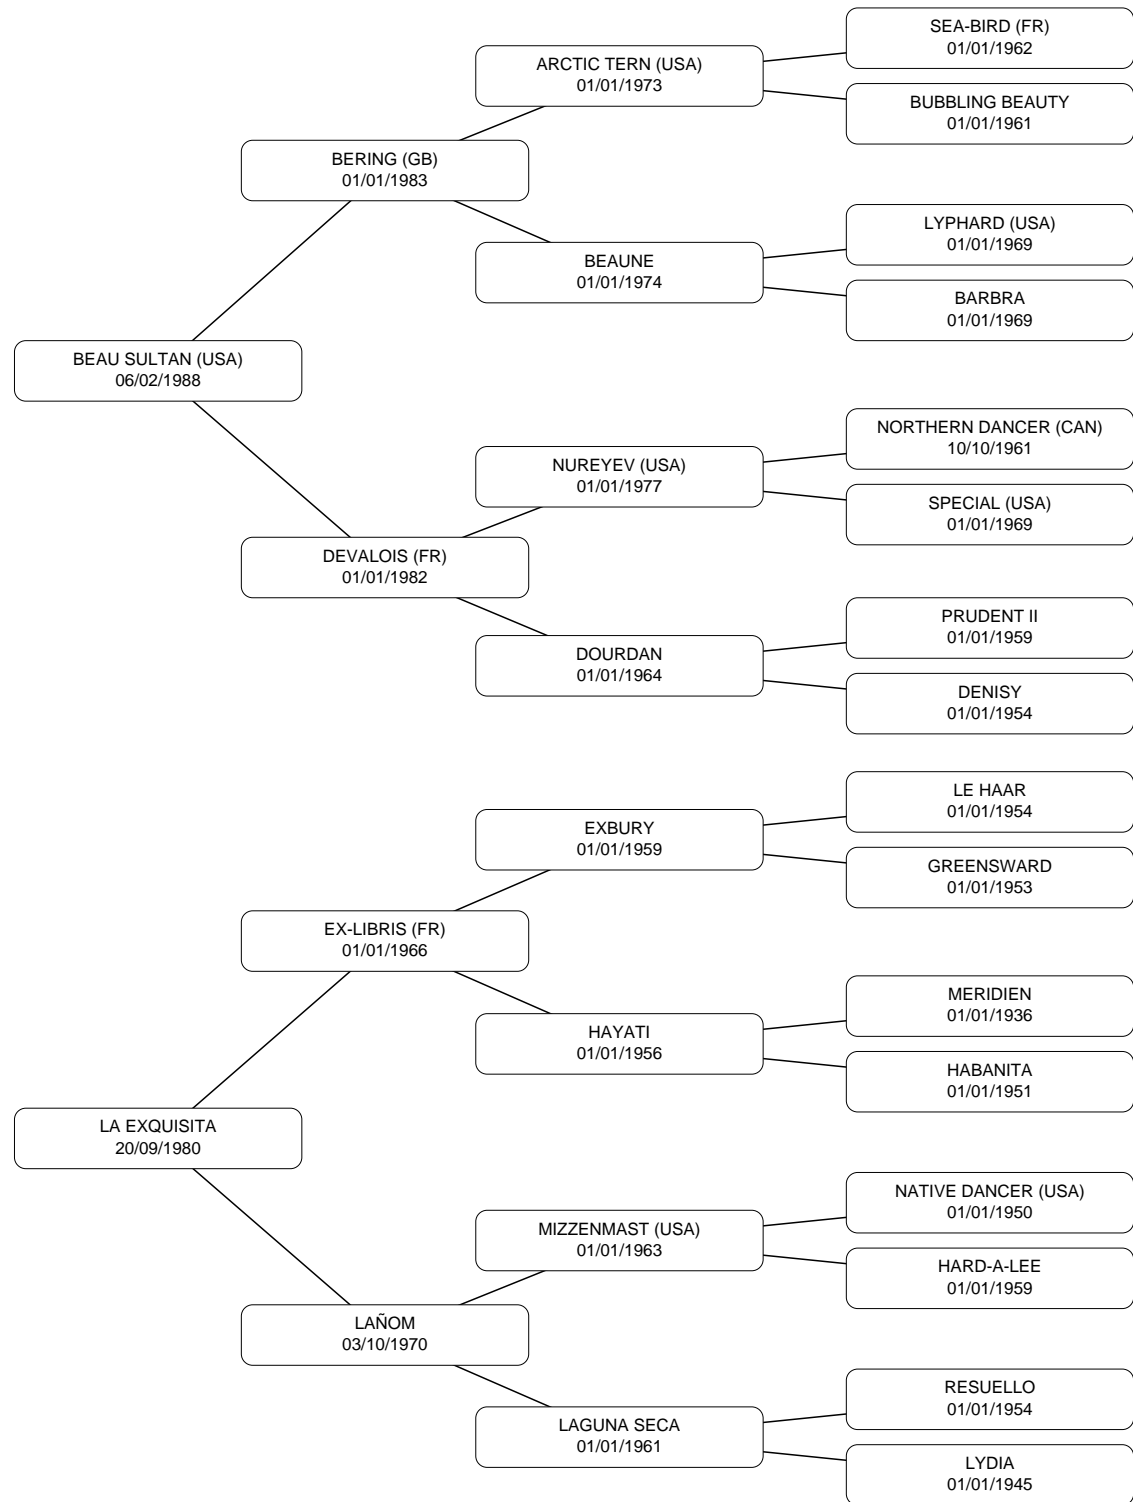 SEA-BIRD (FR)
01/01/1962
ARCTIC TERN (USA)
01/01/1973
BUBBLING BEAUTY
01/01/1961
BERING (GB)
01/01/1983
LYPHARD (USA)
01/01/1969
BEAUNE
01/01/1974
BARBRA
01/01/1969
BEAU SULTAN (USA)
06/02/1988
NORTHERN DANCER (CAN)
10/10/1961
NUREYEV (USA)
01/01/1977
SPECIAL (USA)
01/01/1969
DEVALOIS (FR)
01/01/1982
PRUDENT II
01/01/1959
DOURDAN
01/01/1964
DENISY
01/01/1954
LE HAAR
01/01/1954
EXBURY
01/01/1959
GREENSWARD
01/01/1953
EX-LIBRIS (FR)
01/01/1966
MERIDIEN
01/01/1936
HAYATI
01/01/1956
HABANITA
01/01/1951
LA EXQUISITA
20/09/1980
NATIVE DANCER (USA)
01/01/1950
MIZZENMAST (USA)
01/01/1963
HARD-A-LEE
01/01/1959
LAÑOM
03/10/1970
RESUELLO
01/01/1954
LAGUNA SECA
01/01/1961
LYDIA
01/01/1945